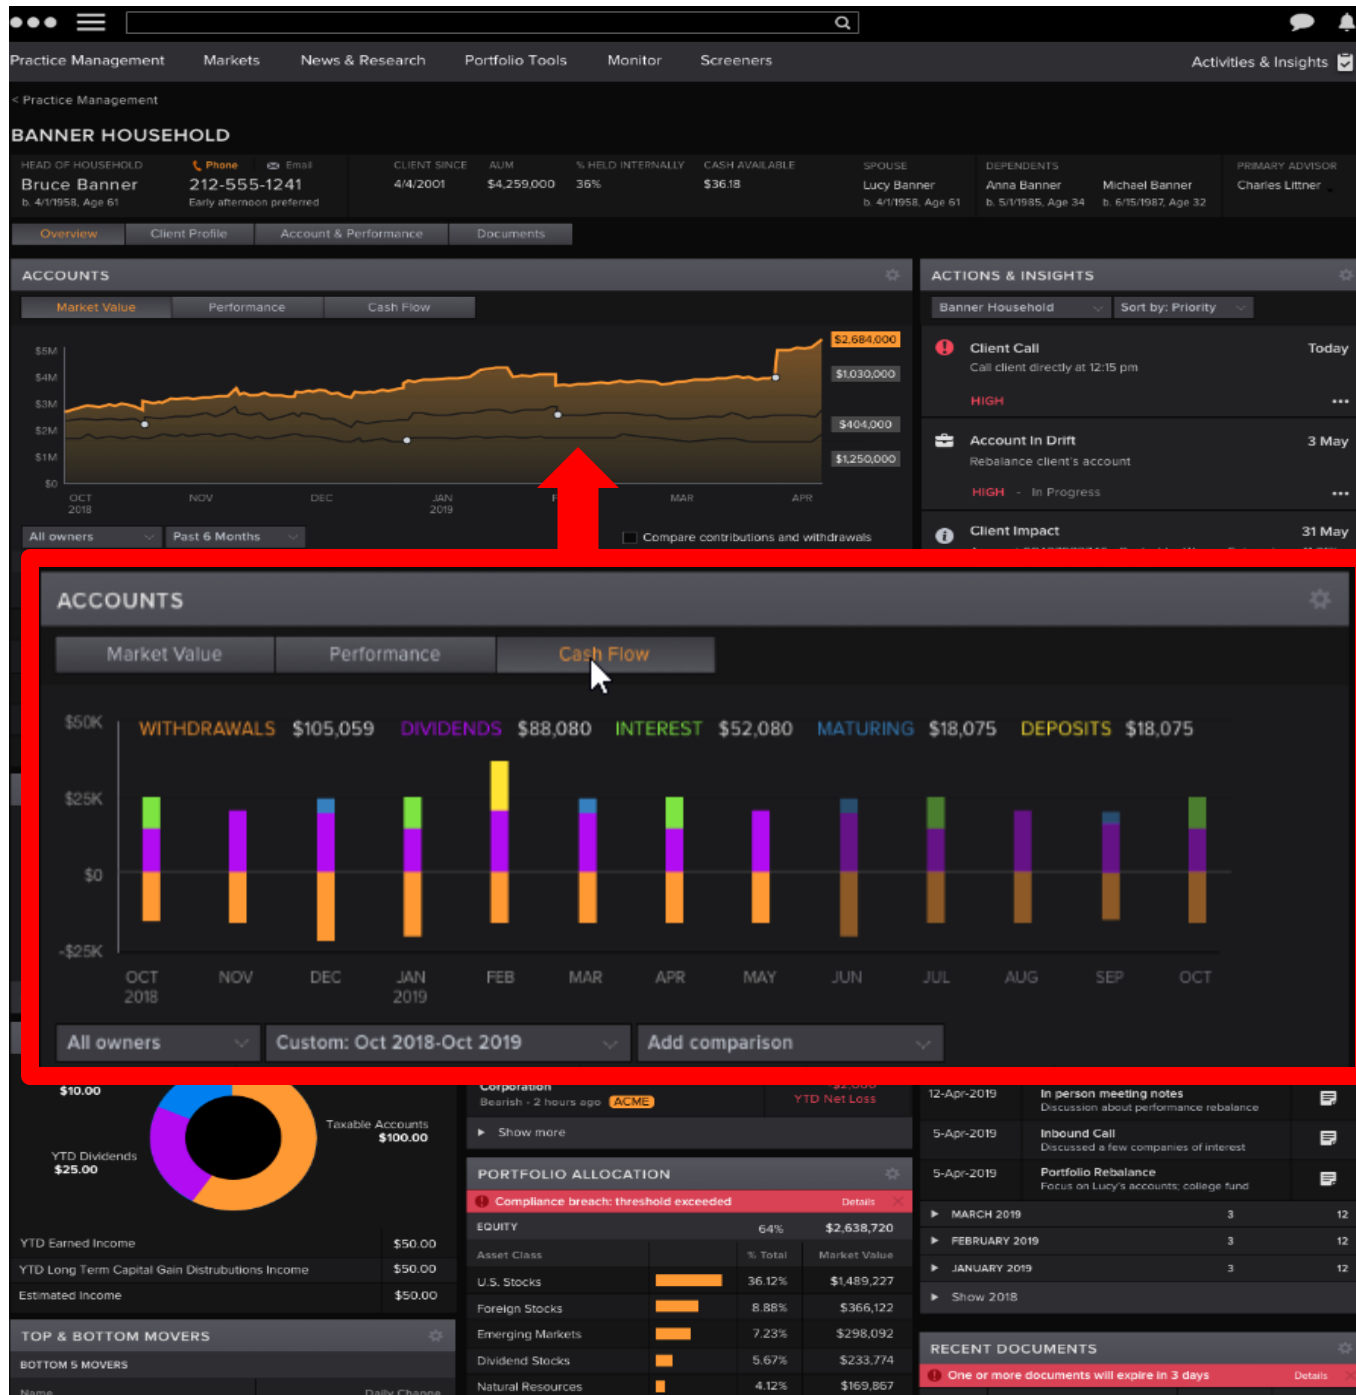 Practice Management Markets News & Research Portfolio Tools Monitor Screeners Activities & Insights
< Practice Management
BANNER HOUSEHOLD
HEAD OF HOUSEHOLD Phone Email CLIENT SINCE AUM % HELD INTERNALLY CASH AVAILABLE SPOUSE DEPENDENTS PRIMARY ADVISOR
Bruce Banner 212-555-1241 4/4/2001 $4,259,000 36% $36.18 Lucy Banner Anna Banner Michael Banner Charles Littner
b. 4/1/1958, Age 61 Early afternoon preferred b. 4/1/1958, Age 61 b. 5/1/1985, Age 34 b. 6/15/1987, Age 32
Overview Client Profile Account & Performance Documents
ACCOUNTS
Market Value Performance Cash Flow
$2,684,000
$5M
$4M
$1,030,000
$3M
$2M
$404,000
$1M
$1,250,000
$0
OCT NOV DEC JAN MAR APR
2018 2019
All owners Past 6 Months Compare contributions and withdrawals
ACTIONS & INSIGHTS
Banner Household Sort by: Priority
Client Call Today
Call client directly at 12:15 pm
HIGH
Account In Drift 3 May
Rebalance client's account
HIGH - In Progress
Client Impact 31 May
ACCOUNTS
Market Value Performance Cash Flow
$50K WITHDRAWALS $105,059 DIVIDENDS $88,080 INTEREST $52,080 MATURING $18,075 DEPOSITS $18,075
$25K
$0
-$25K
OCT NOV DEC JAN FEB MAR APR MAY JUN JUL AUG SEP OCT
2018 2019
All owners Custom: Oct 2018-Oct 2019 Add comparison
$10.00
Taxable Accounts
$100.00
YTD Dividends
$25.00
YTD Earned Income $50.00
YTD Long Term Capital Gain Distrubutions Income $50.00
Estimated Income $50.00
TOP & BOTTOM MOVERS
BOTTOM 5 MOVERS
Name Daily Change
Corporation
Bearish - 2 hours ago ACME YTD Net Loss
Show more
PORTFOLIO ALLOCATION
Compliance breach: threshold exceeded Details
EQUITY 64% $2,638,720
Asset Class % Total Market Value
U.S. Stocks 36.12% $1,489,227
Foreign Stocks 8.88% $366,122
Emerging Markets 7.23% $298,092
Dividend Stocks 5.67% $233,774
Natural Resources 4.12% $169,867
12-Apr-2019 In person meeting notes
Discussion about performance rebalance
5-Apr-2019 Inbound Call
Discussed a few companies of interest
5-Apr-2019 Portfolio Rebalance
Focus on Lucy's accounts; college fund
MARCH 2019 3 12
FEBRUARY 2019 3 12
JANUARY 2019 3 12
Show 2018
RECENT DOCUMENTS
One or more documents will expire in 3 days Details